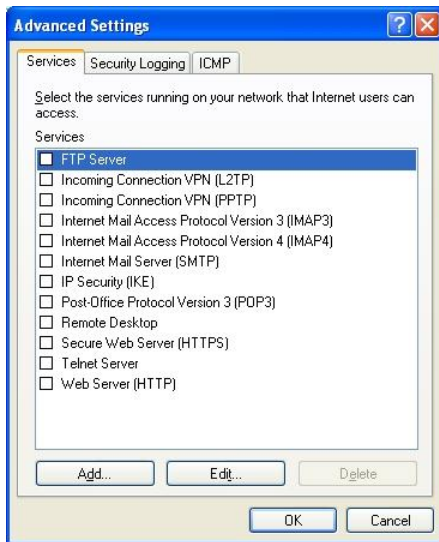 Advanced Settings
Services Security Logging ICMP
Select the services running on your network that Internet users can
access.
Services
FTP Server
Incoming Connection VPN (L2TP)
Incoming Connection VPN (PPTP)
Internet Mail Access Protocol Version 3 (IMAP3)
Internet Mail Access Protocol Version 4 (IMAP4)
Internet Mail Server (SMTP)
IP Security (IKE)
Post-Office Protocol Version 3 (POP3)
Remote Desktop
Secure Web Server (HTTPS)
Telnet Server
Web Server (HTTP)
Add... Edit... Delete
OK Cancel